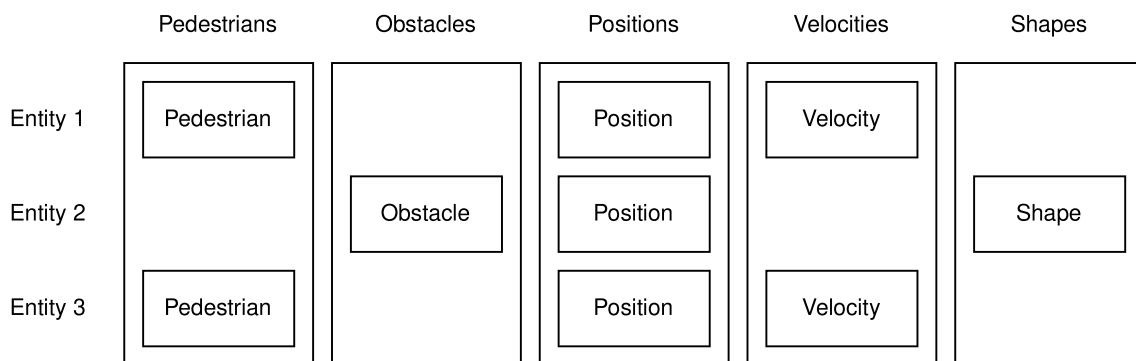 Pedestrians Obstacles Positions Velocities Shapes
Entity 1 Pedestrian Position Velocity
Entity 2 Obstacle Position Shape
Entity 3 Pedestrian Position Velocity